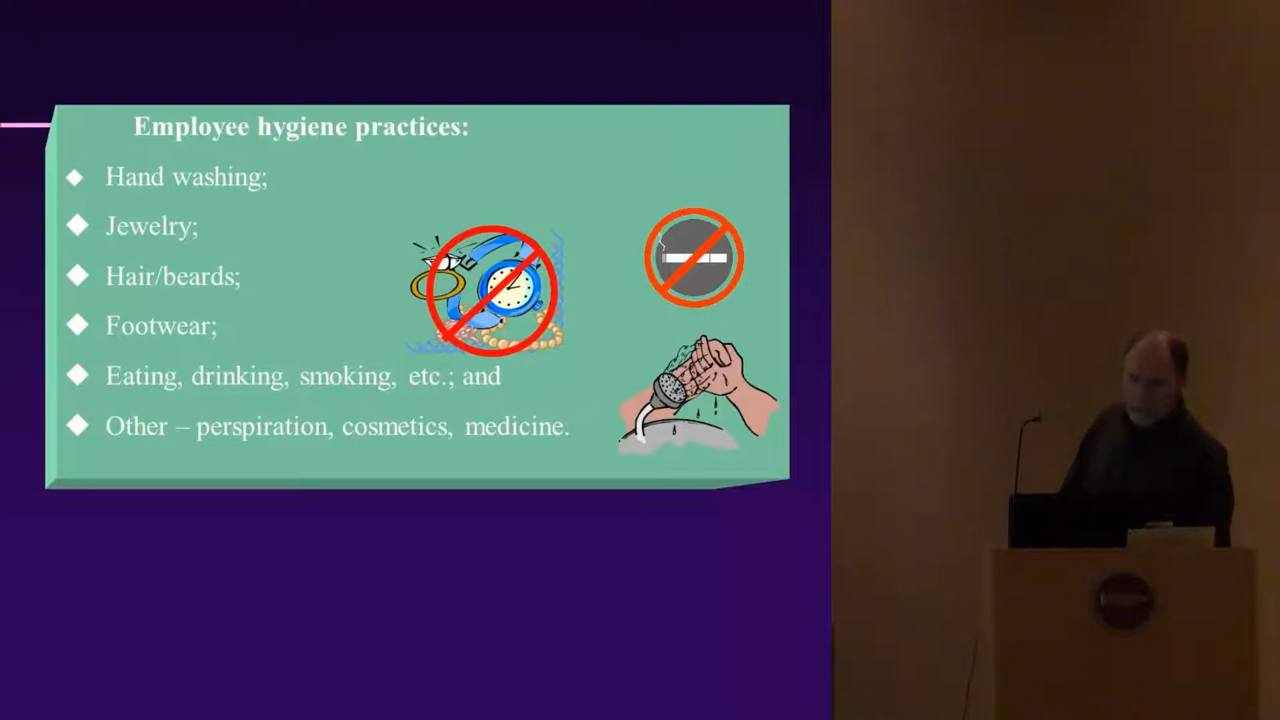 Employee hygiene practices:
Hand washing;
Jewelry;
Hair/beards;
Footwear;
Eating, drinking, smoking, etc.; and
Other – perspiration, cosmetics, medicine.